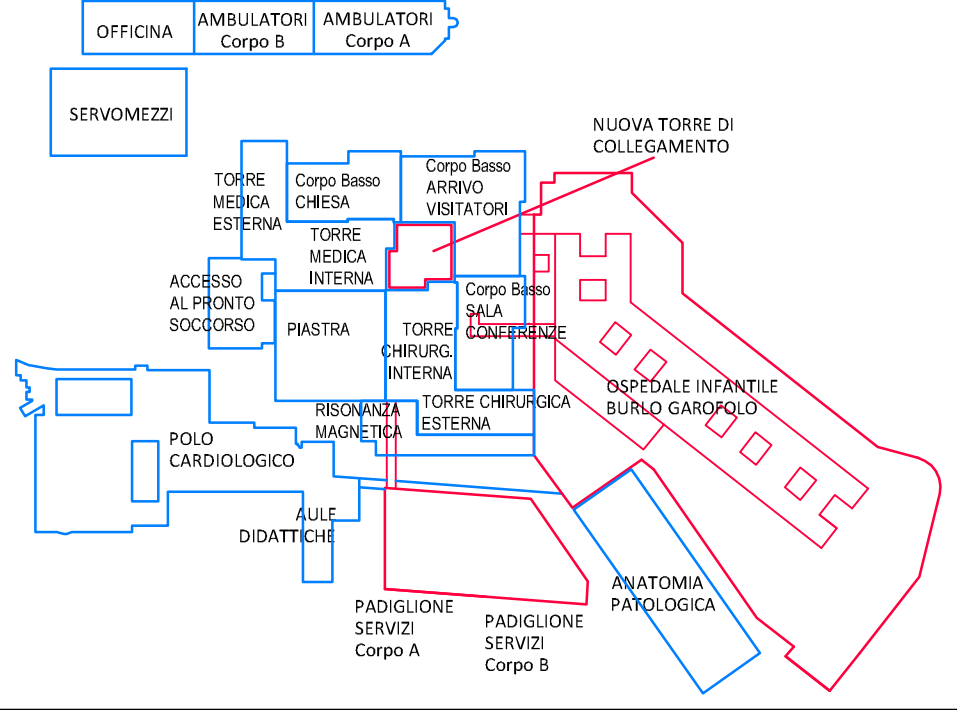 OFFICINA
AMBULATORI
Corpo B
AMBULATORI
Corpo A
SERVOMEZZI
NUOVA TORRE DI
COLLEGAMENTO
TORRE
MEDICA
ESTERNA
Corpo Basso
CHIESA
Corpo Basso
ARRIVO
VISITATORI
TORRE
MEDICA
INTERNA
ACCESSO
AL PRONTO
SOCCORSO
PIASTRA
Corpo Basso
SALA
CONFERENZE
TORRE
CHIRURG.
INTERNA
OSPEDALE INFANTILE
BURLO GAROFOLO
RISONANZA
MAGNETICA
TORRE CHIRURGICA
ESTERNA
POLO
CARDIOLOGICO
AULE
DIDATTICHE
ANATOMIA
PATOLOGICA
PADIGLIONE
SERVIZI
Corpo A
PADIGLIONE
SERVIZI
Corpo B